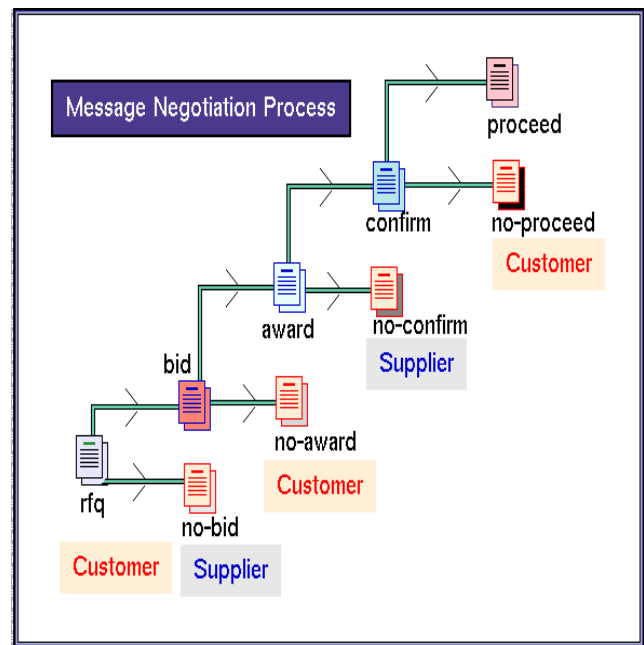 Message Negotiation Process
proceed
confirm
no-proceed
Customer
award
no-confirm
Supplier
bid
no-award
Customer
rfq
no-bid
Customer
Supplier